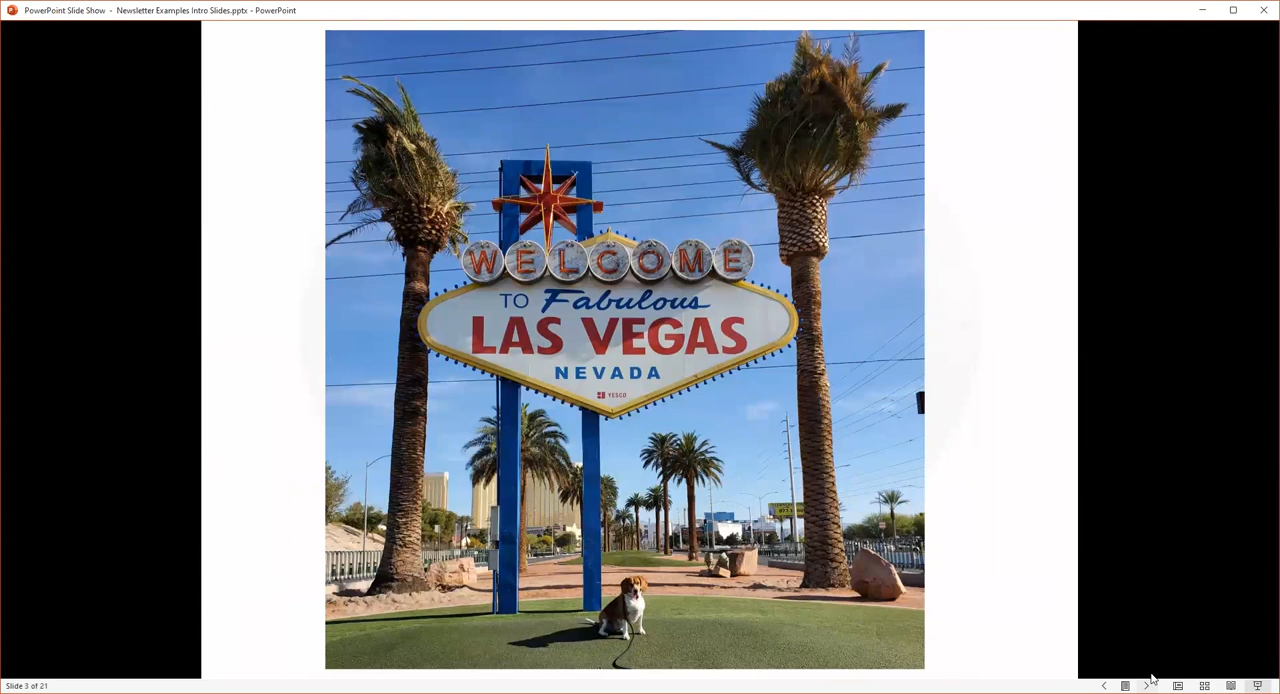 PowerPoint Slide Show - Newsletter Examples Intro Slides.pptx - PowerPoint
WELCOME
TO Fabulous
LAS VEGAS
NEVADA
YESCO
Slide 3 of 21